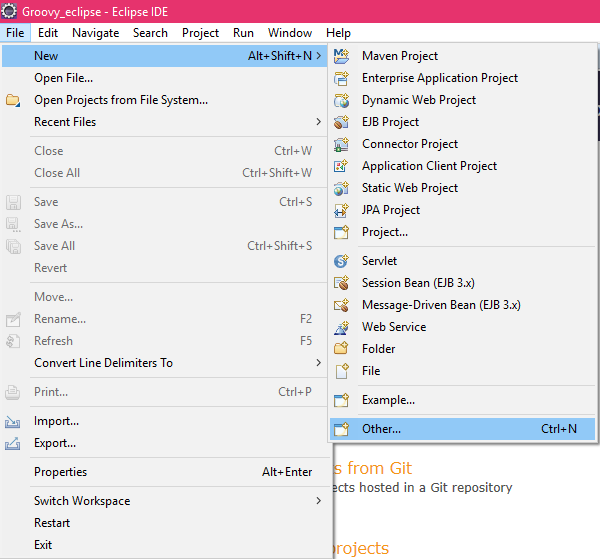 Groovy_eclipse - Eclipse IDE
File Edit Navigate Search Project Run Window Help
New Alt+Shift+N >
Open File...
Open Projects from File System...
Recent Files >
Close Ctrl+W
Close All Ctrl+Shift+W
Save Ctrl+S
Save As...
Save All Ctrl+Shift+S
Revert
Move...
Rename... F2
Refresh F5
Convert Line Delimiters To >
Print... Ctrl+P
Import...
Export...
Properties Alt+Enter
Switch Workspace >
Restart
Exit
Maven Project
Enterprise Application Project
Dynamic Web Project
EJB Project
Connector Project
Application Client Project
Static Web Project
JPA Project
Project...
Servlet
Session Bean (EJB 3.x)
Message-Driven Bean (EJB 3.x)
Web Service
Folder
File
Example...
Other... Ctrl+N
s from Git
ects hosted in a Git repository
projects